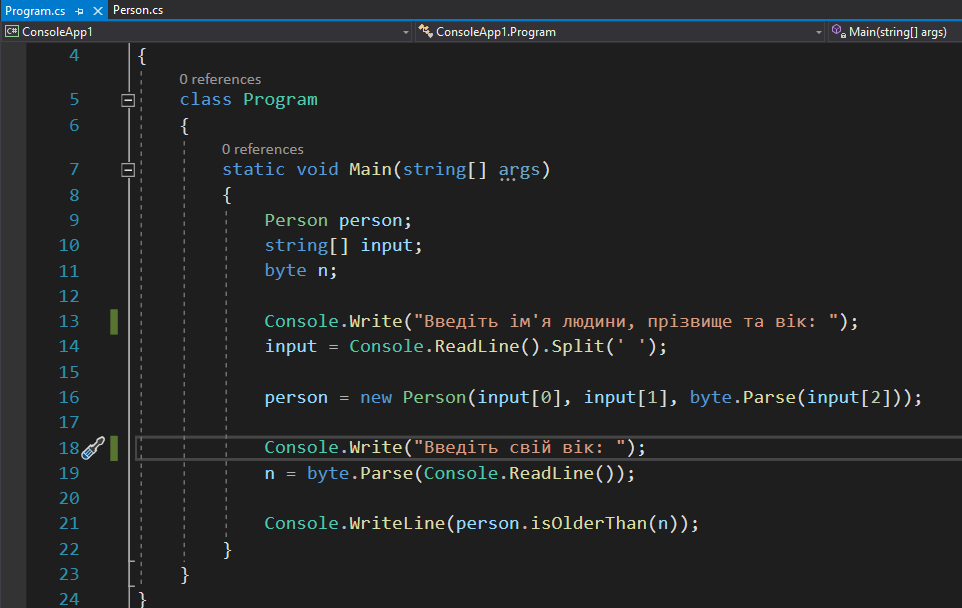 Program.cs Person.cs
C# ConsoleApp1 ConsoleApp1.Program Main(string[] args)
4 {
0 references
5 class Program
6 {
0 references
7 static void Main(string[] args)
8 {
9 Person person;
10 string[] input;
11 byte n;
12
13 Console.Write("Введіть ім'я людини, прізвище та вік: ");
14 input = Console.ReadLine().Split(' ');
15
16 person = new Person(input[0], input[1], byte.Parse(input[2]));
17
18 Console.Write("Введіть свій вік: ");
19 n = byte.Parse(Console.ReadLine());
20
21 Console.WriteLine(person.isOlderThan(n));
22 }
23 }
24 }